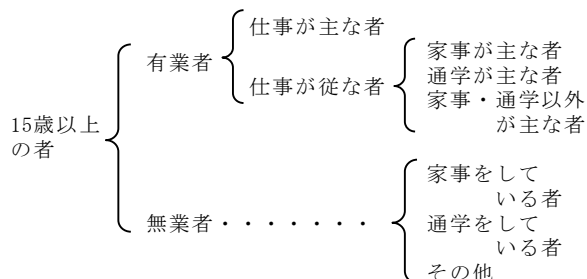 15歳以上
の者
有業者
仕事が主な者
仕事が従な者
家事が主な者
通学が主な者
家事・通学以外
が主な者
無業者・・・・・・・
家事をして
いる者
通学をして
いる者
その他